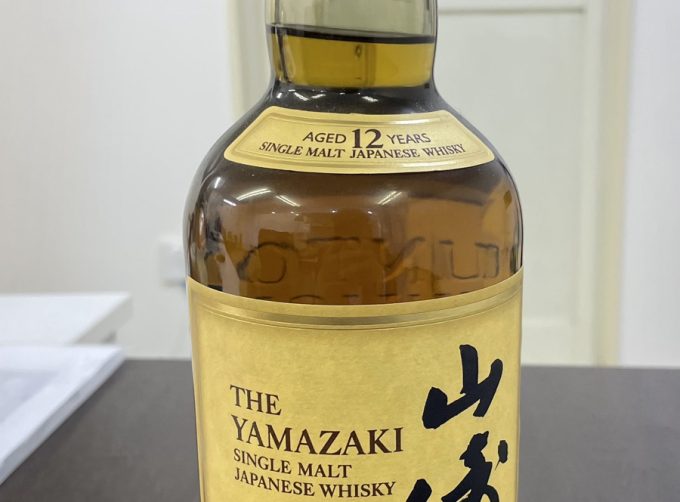 AGED 12 YEARS
SINGLE MALT JAPANESE WHISKY
THE
YAMAZAKI
SINGLE MALT
JAPANESE WHISKY
山